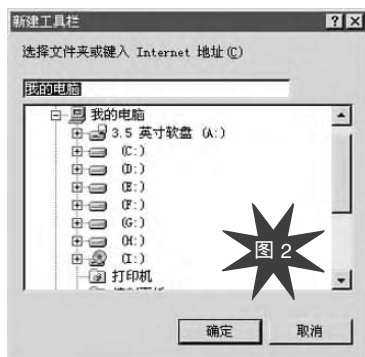 新建工具栏
选择文件夹或键入 Internet 地址(C)
我的电脑
我的电脑
3.5 英寸软盘 (A:)
(C:)
(D:)
(E:)
(F:)
(G:)
(H:)
(I:)
打印机
图 2
确定
取消